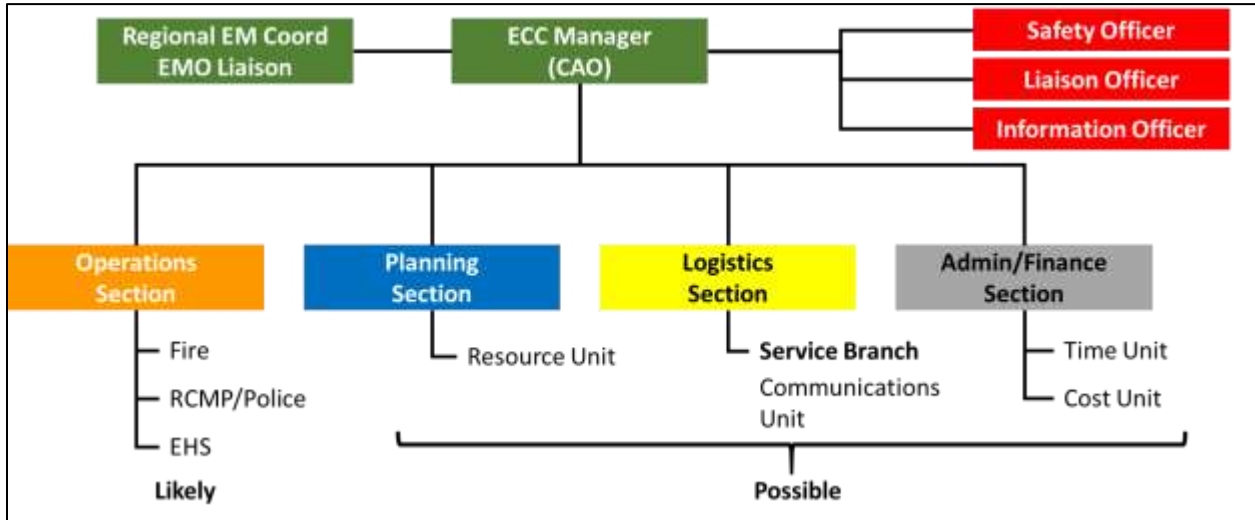 Regional EM Coord
EMO Liaison
ECC Manager
(CAO)
Safety Officer
Liaison Officer
Information Officer
Operations
Section
Planning
Section
Logistics
Section
Admin/Finance
Section
Fire
RCMP/Police
EHS
Likely
Resource Unit
Service Branch
Communications
Unit
Time Unit
Cost Unit
Possible